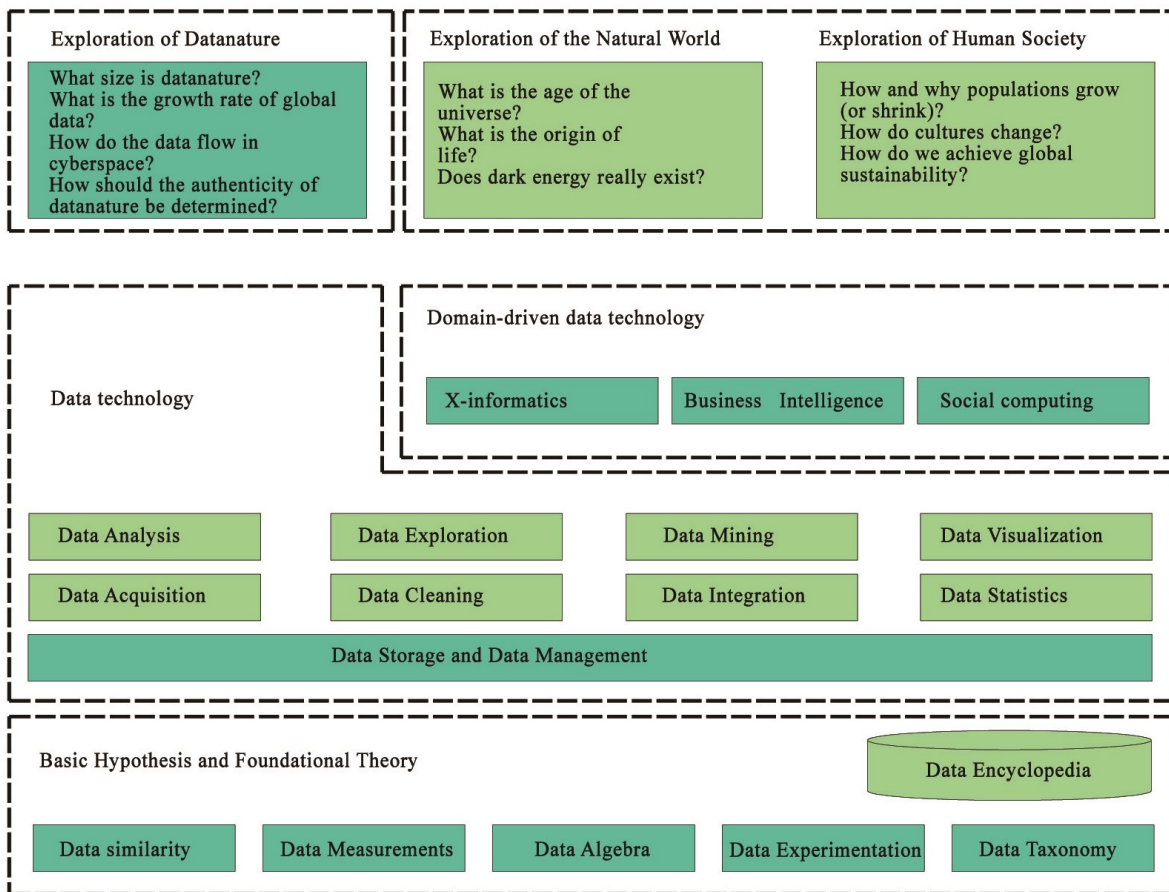 Exploration of Datanature
What size is datanature?
What is the growth rate of global
data?
How do the data flow in
cyberspace?
How should the authenticity of
datanature be determined?
Exploration of the Natural World
What is the age of the
universe?
What is the origin of
life?
Does dark energy really exist?
Exploration of Human Society
How and why populations grow
(or shrink)?
How do cultures change?
How do we achieve global
sustainability?
Data technology
Domain-driven data technology
X-informatics
Business Intelligence
Social computing
Data Analysis
Data Exploration
Data Mining
Data Visualization
Data Acquisition
Data Cleaning
Data Integration
Data Statistics
Data Storage and Data Management
Basic Hypothesis and Foundational Theory
Data Encyclopedia
Data similarity
Data Measurements
Data Algebra
Data Experimentation
Data Taxonomy